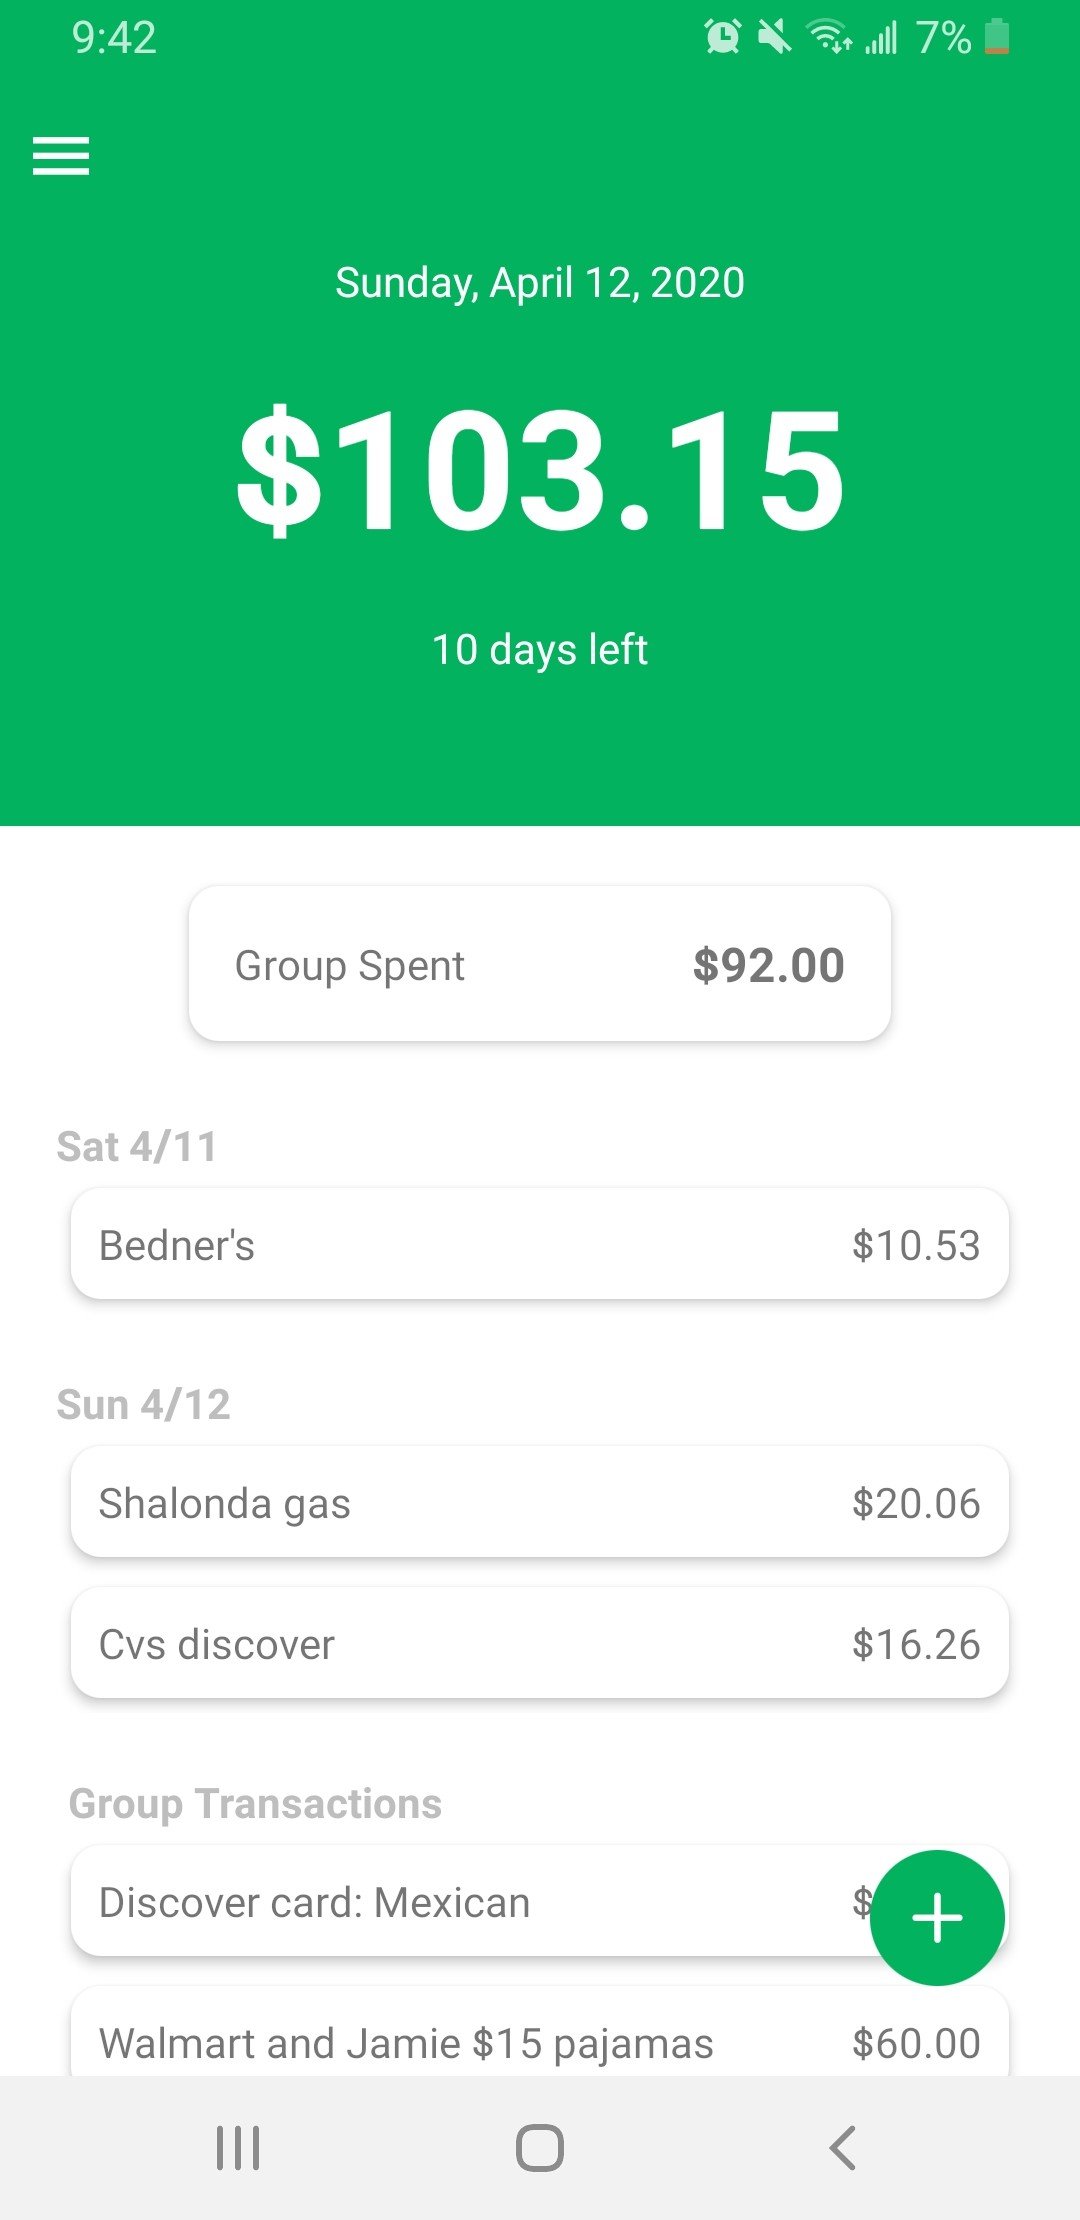 9:42 7%
Sunday, April 12, 2020
$103.15
10 days left
Group Spent $92.00
Sat 4/11
Bedner's $10.53
Sun 4/12
Shalonda gas $20.06
Cvs discover $16.26
Group Transactions
Discover card: Mexican $
Walmart and Jamie $15 pajamas $60.00